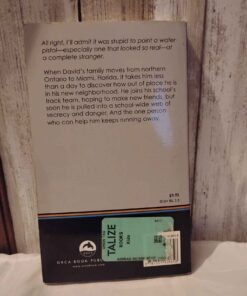 All right, I'll admit it was stupid to point a water
pistol—especially one that looked so real—at
a complete stranger.
When David's family moves from northern
Ontario to Miami, Florida, it takes him less
than a day to discover how out of place he is
in his new neighborhood. He joins his school's
track team, hoping to make new friends, but
soon he is pulled into a school-wide web of
secrecy and danger. And the one person
who can help him keeps running away.
TALIZE
BOOKS
Kids
ORCA BOOK PUBL